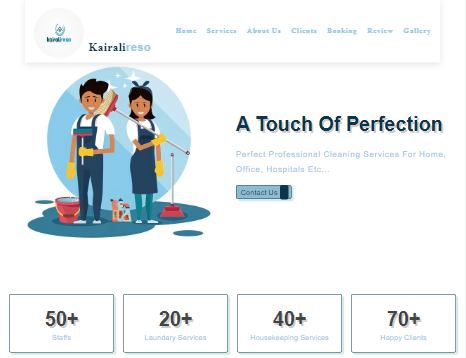 kairalireso
Kairalireso
Home Services About Us Clients Booking Review Gallery
A Touch Of Perfection
Perfect Professional Cleaning Services For Home,
Office, Hospitals Etc...
Contact Us
50+
Staffs
20+
Laundary Services
40+
Housekeeping Services
70+
Happy Clients